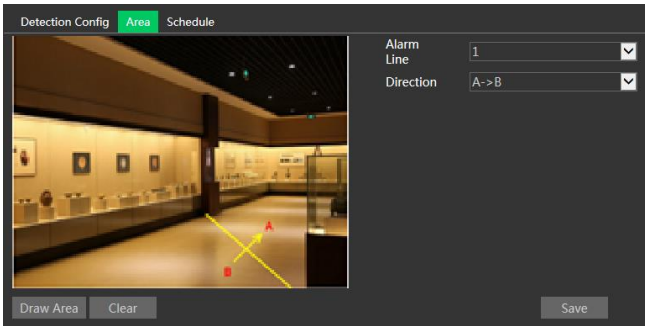 Detection Config Area Schedule
Alarm
Line
1
Direction
A->B
A
B
Draw Area Clear
Save